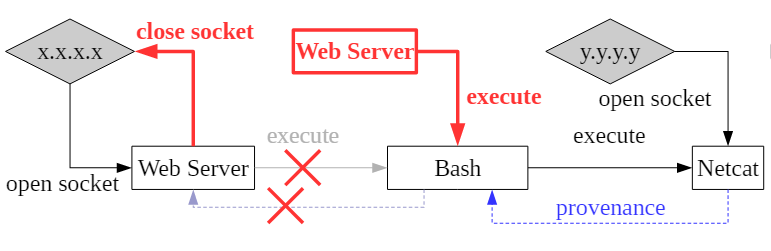 close socket
x.x.x.x
Web Server
y.y.y.y
execute
open socket
execute
execute
open socket
Web Server
Bash
Netcat
provenance